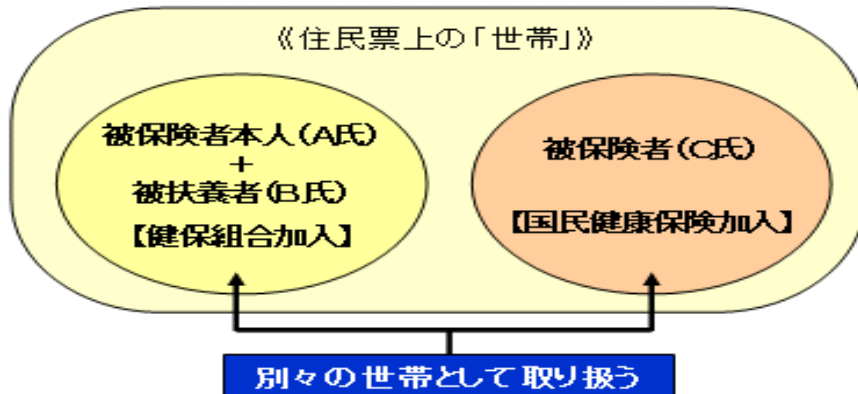 《住民票上の「世帯」》
被保険者本人（A氏）
＋
被扶養者（B氏）
【健保組合加入】
被保険者（C氏）
【国民健康保険加入】
別々の世帯として取り扱う